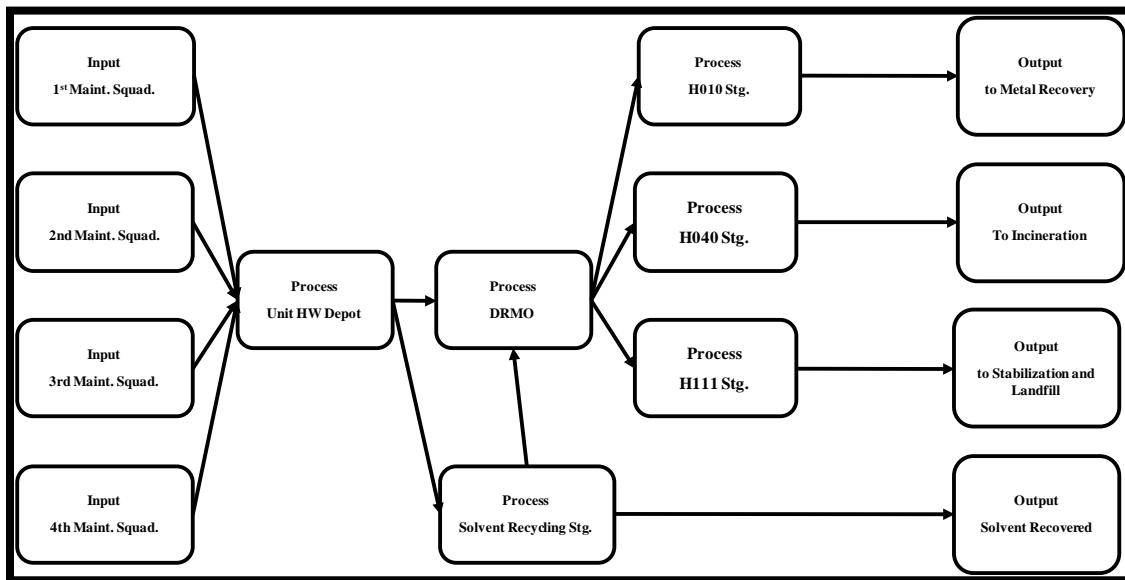 Input
1st Maint. Squad.
Input
2nd Maint. Squad.
Input
3rd Maint. Squad.
Input
4th Maint. Squad.
Process
Unit HW Depot
Process
DRMO
Process
Solvent Recycling Stg.
Process
H010 Stg.
Process
H040 Stg.
Process
H111 Stg.
Output
to Metal Recovery
Output
To Incineration
Output
to Stabilization and
Landfill
Output
Solvent Recovered